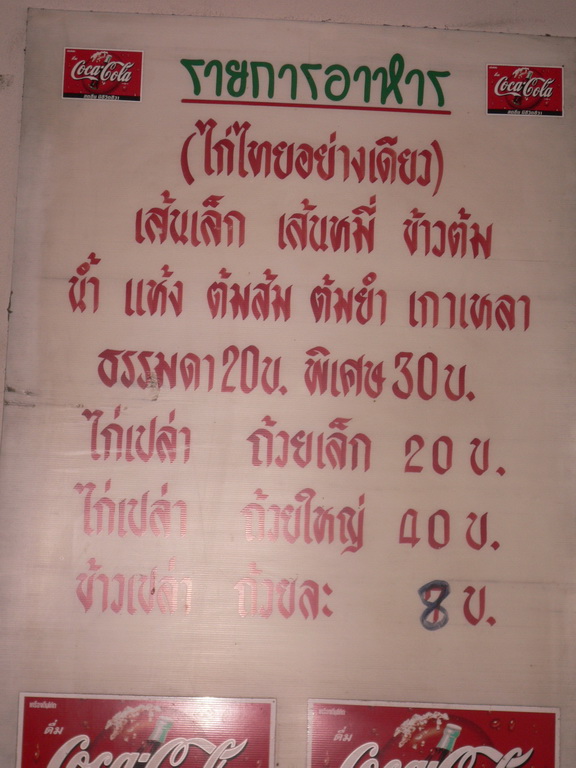 Coca-Cola
Coca-Cola
รายการอาหาร
(ไก่ไทยอย่างเดียว)
เส้นเล็ก เส้นหมี่ ข้าวต้ม
น้ำ แห้ง ต้มส้ม ต้มยำ เกาเหลา
ธรรมดา 20 บ. พิเศษ 30 บ.
ไก่เปล่า ถ้วยเล็ก 20 บ.
ไก่เปล่า ถ้วยใหญ่ 40 บ.
ข้าวเปล่า ถ้วยละ 8 บ.
ดื่ม
Coca-Cola
ดื่ม
Coca-Cola